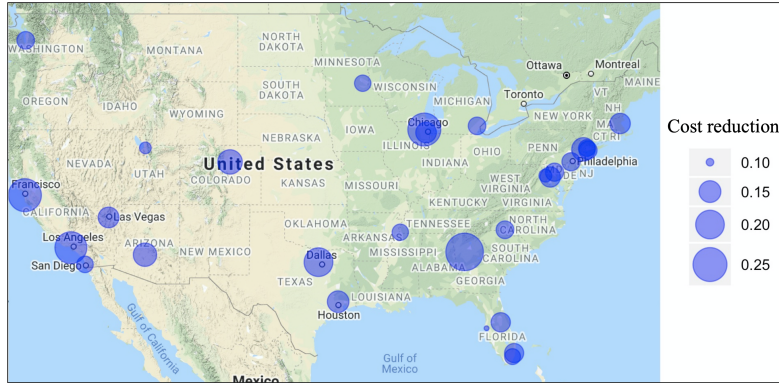 NORTH
DAKOTA
WASHINGTON
MONTANA
MINNESOTA
Ottawa
Montreal
MAINE
SOUTH
DAKOTA
WISCONSIN
OREGON
IDAHO
WYOMING
MICHIGAN
Toronto
VT
NH
NEW YORK
MA
CT RI
Chicago
IOWA
NEBRASKA
ILLINOIS
INDIANA
OHIO
PENN
Philadelphia
DE NJ
NEVADA
UTAH
United States
COLORADO
KANSAS
MISSOURI
WEST
VIRGINIA
KENTUCKY
VIRGINIA
Francisco
CALIFORNIA
Las Vegas
OKLAHOMA
TENNESSEE
NORTH
CAROLINA
Los Angeles
ARIZONA
NEW MEXICO
ARKANSAS
MISSISSIPPI
SOUTH
CAROLINA
San Diego
Dallas
ALABAMA
TEXAS
GEORGIA
LOUISIANA
Houston
Gulf of California
FLORIDA
Gulf of
Mexico
Mexico
Cost reduction
0.10
0.15
0.20
0.25